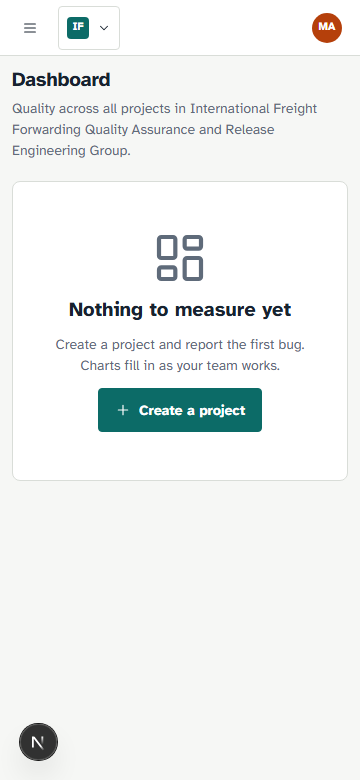 IF
MA
Dashboard
Quality across all projects in International Freight
Forwarding Quality Assurance and Release
Engineering Group.
Nothing to measure yet
Create a project and report the first bug.
Charts fill in as your team works.
+ Create a project
N